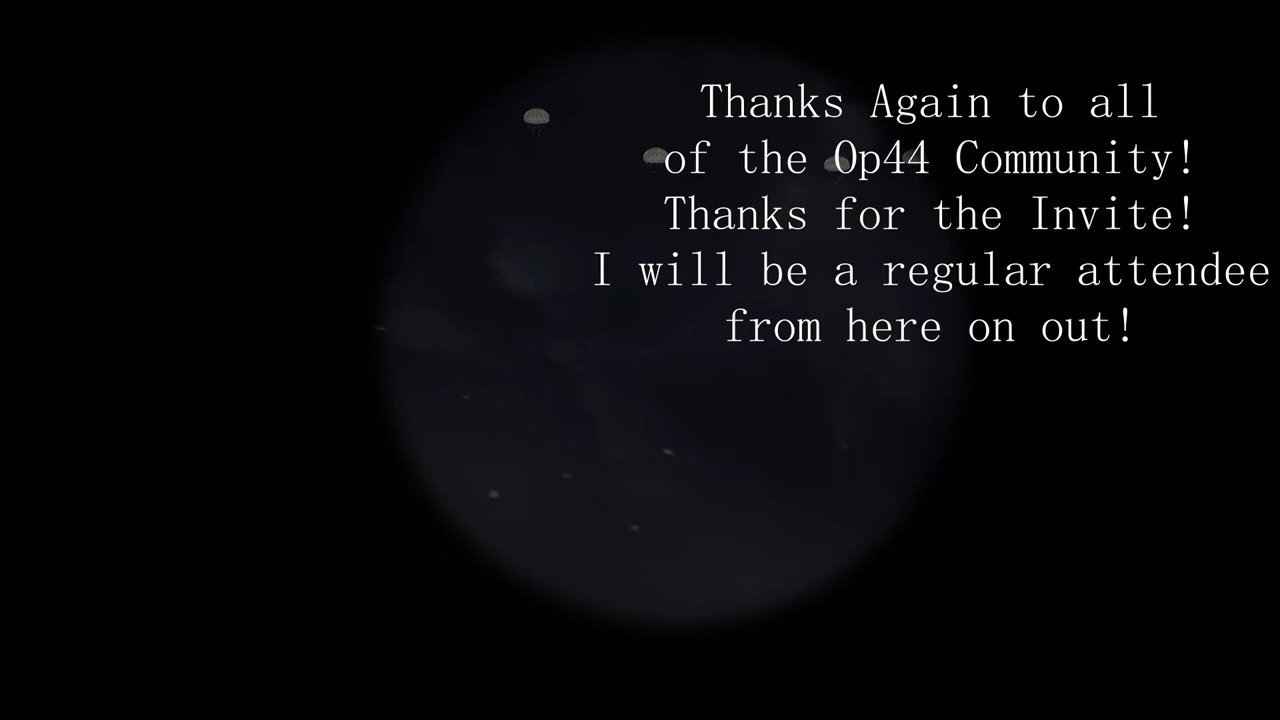 Thanks Again to all
of the Op44 Community!
Thanks for the Invite!
I will be a regular attendee
from here on out!